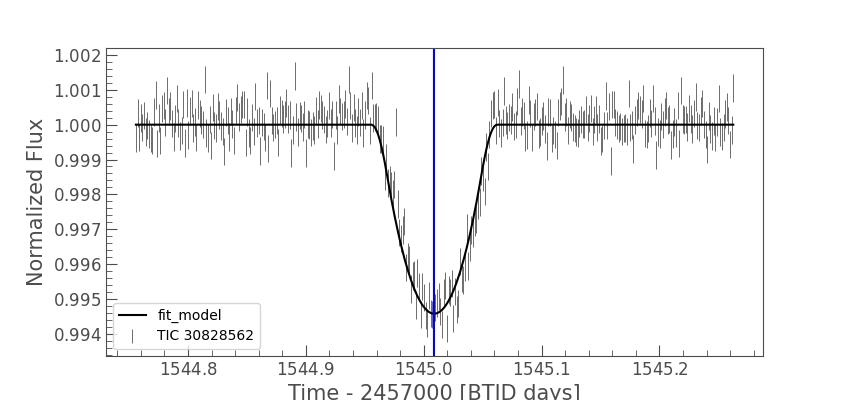 1.002
1.001
1.000
0.999
0.998
0.997
0.996
0.995
0.994
Normalized Flux
fit_model
TIC 30828562
1544.8 1544.9 1545.0 1545.1 1545.2
Time - 2457000 [BTJD days]